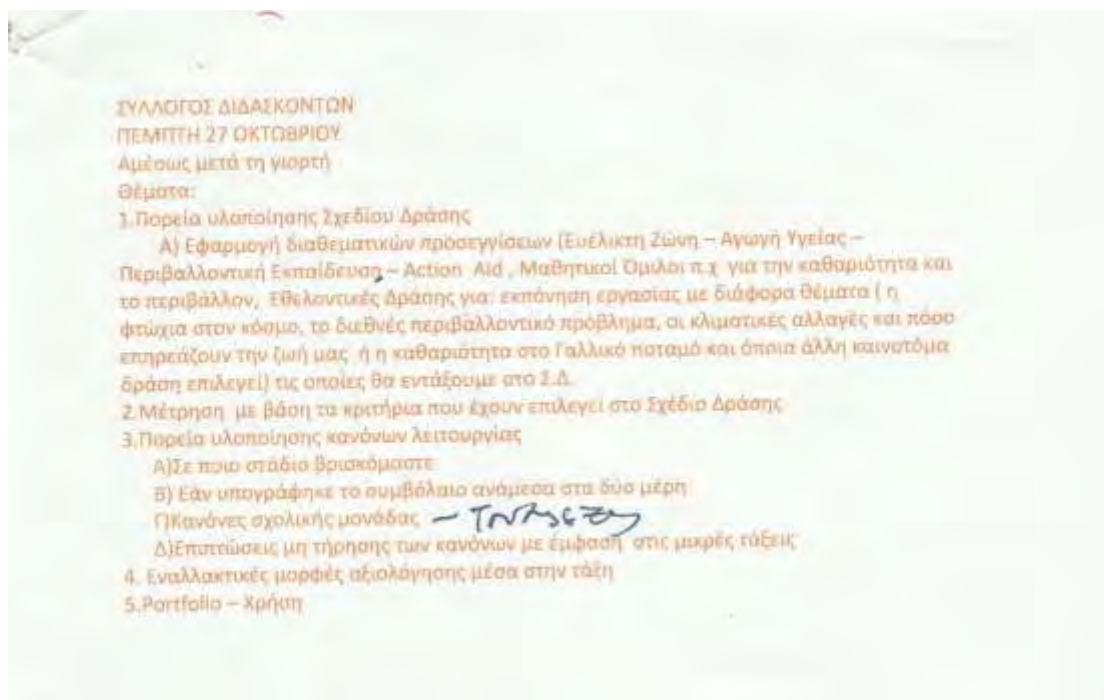 ΣΥΛΛΟΓΟΣ ΔΙΔΑΣΚΟΝΤΩΝ
ΠΕΜΠΤΗ 27 ΟΚΤΩΒΡΙΟΥ
Αμέσως μετά τη γιορτή
Θέματα:
1.Πορεία υλοποίησης Σχεδίου Δράσης
Α) Εφαρμογή διαθεματικών προσεγγίσεων (Ευέλικτη Ζώνη – Αγωγή Υγείας –
Περιβαλλοντική Εκπαίδευση – Action Aid , Μαθητικοί Όμιλοι π.χ για την καθαριότητα και
το περιβάλλον, Εθελοντικές Δράσης για: εκπόνηση εργασίας με διάφορα θέματα ( η
φτώχια στον κόσμο, το διεθνές περιβαλλοντικό πρόβλημα, οι κλιματικές αλλαγές και πόσο
επηρεάζουν την ζωή μας ή η καθαριότητα στο Γαλλικό ποταμό και όποια άλλη καινοτόμα
δράση επιλεγεί) τις οποίες θα εντάξουμε στο Σ.Δ.
2.Μέτρηση με βάση τα κριτήρια που έχουν επιλεγεί στο Σχέδιο Δράσης
3.Πορεία υλοποίησης κανόνων λειτουργίας
Α)Σε ποιο στάδιο βρισκόμαστε
Β) Εάν υπογράφηκε το συμβόλαιο ανάμεσα στα δύο μέρη
Γ)Κανόνες σχολικής μονάδας –
Δ)Επιπτώσεις μη τήρησης των κανόνων με έμφαση στις μικρές τάξεις
4. Εναλλακτικές μορφές αξιολόγησης μέσα στην τάξη
5.Portfolio – Χρήση